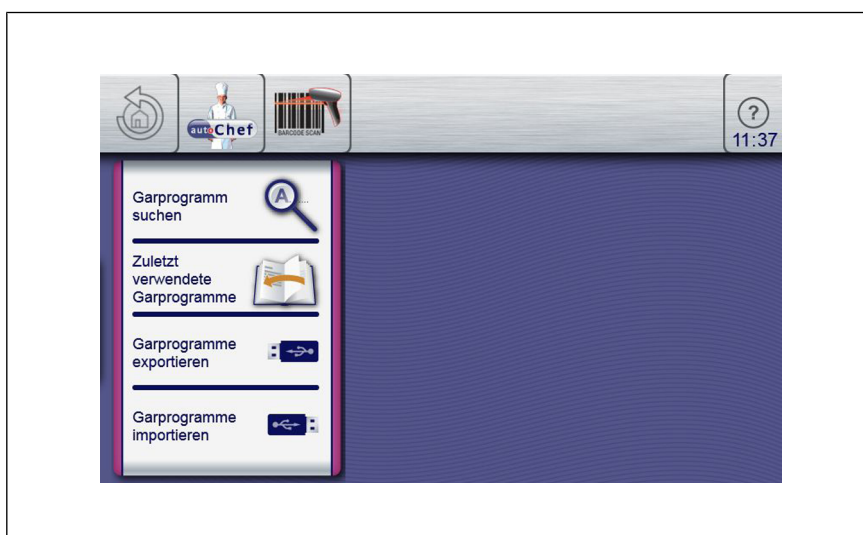 autoChef
BARCODE SCAN
?
11:37
Garprogramm
suchen
A...
Zuletzt
verwendete
Garprogramme
Garprogramme
exportieren
Garprogramme
importieren